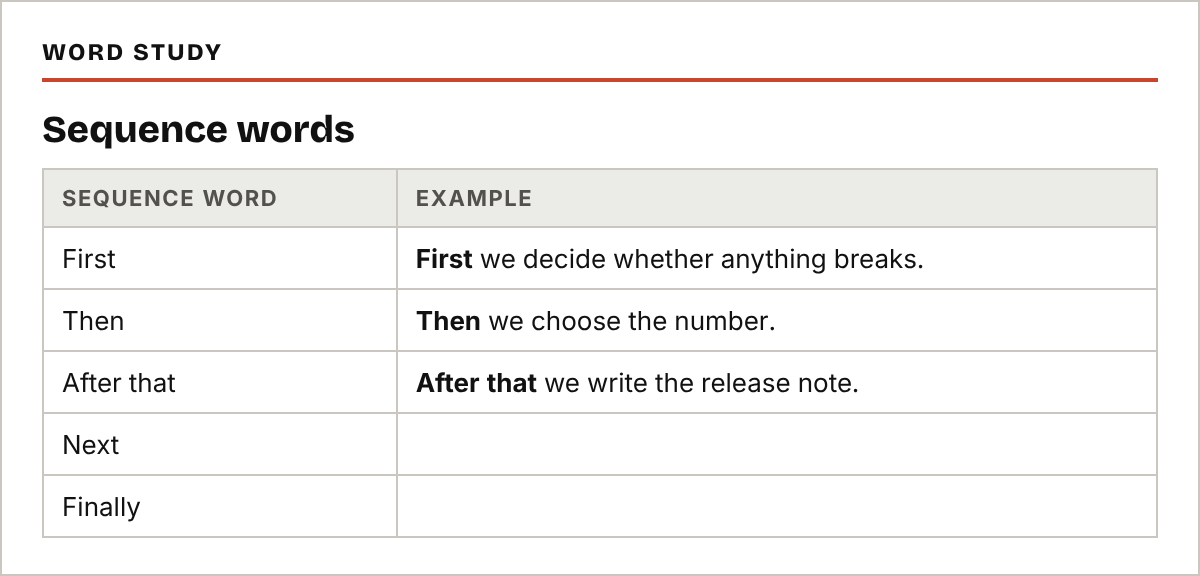 WORD STUDY
Sequence words
SEQUENCE WORD EXAMPLE
First First we decide whether anything breaks.
Then Then we choose the number.
After that After that we write the release note.
Next
Finally